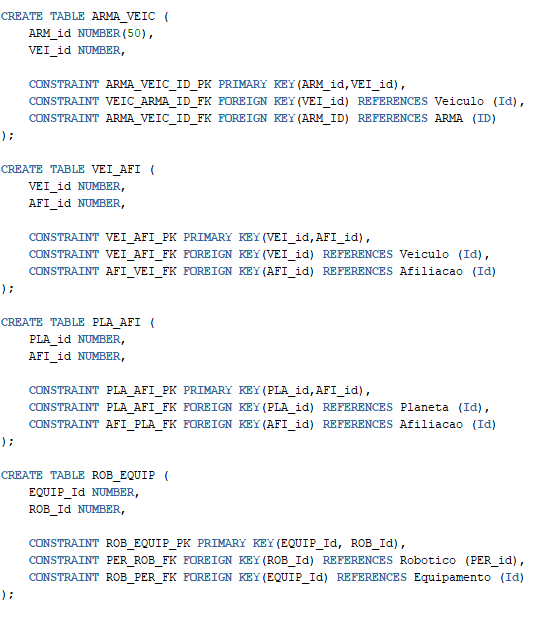 CREATE TABLE ARMA_VEIC (
    ARM_id NUMBER(50),
    VEI_id NUMBER,

    CONSTRAINT ARMA_VEIC_ID_PK PRIMARY KEY(ARM_id,VEI_id),
    CONSTRAINT VEIC_ARMA_ID_FK FOREIGN KEY(VEI_id) REFERENCES Veiculo (Id),
    CONSTRAINT ARMA_VEIC_ID_FK FOREIGN KEY(ARM_ID) REFERENCES ARMA (ID)
);

CREATE TABLE VEI_AFI (
    VEI_id NUMBER,
    AFI_id NUMBER,

    CONSTRAINT VEI_AFI_PK PRIMARY KEY(VEI_id,AFI_id),
    CONSTRAINT VEI_AFI_FK FOREIGN KEY(VEI_id) REFERENCES Veiculo (Id),
    CONSTRAINT AFI_VEI_FK FOREIGN KEY(AFI_id) REFERENCES Afiliacao (Id)
);

CREATE TABLE PLA_AFI (
    PLA_id NUMBER,
    AFI_id NUMBER,

    CONSTRAINT PLA_AFI_PK PRIMARY KEY(PLA_id,AFI_id),
    CONSTRAINT PLA_AFI_FK FOREIGN KEY(PLA_id) REFERENCES Planeta (Id),
    CONSTRAINT AFI_PLA_FK FOREIGN KEY(AFI_id) REFERENCES Afiliacao (Id)
);

CREATE TABLE ROB_EQUIP (
    EQUIP_Id NUMBER,
    ROB_Id NUMBER,

    CONSTRAINT ROB_EQUIP_PK PRIMARY KEY(EQUIP_Id, ROB_Id),
    CONSTRAINT PER_ROB_FK FOREIGN KEY(ROB_Id) REFERENCES Robotico (PER_id),
    CONSTRAINT ROB_PER_FK FOREIGN KEY(EQUIP_Id) REFERENCES Equipamento (Id)
);